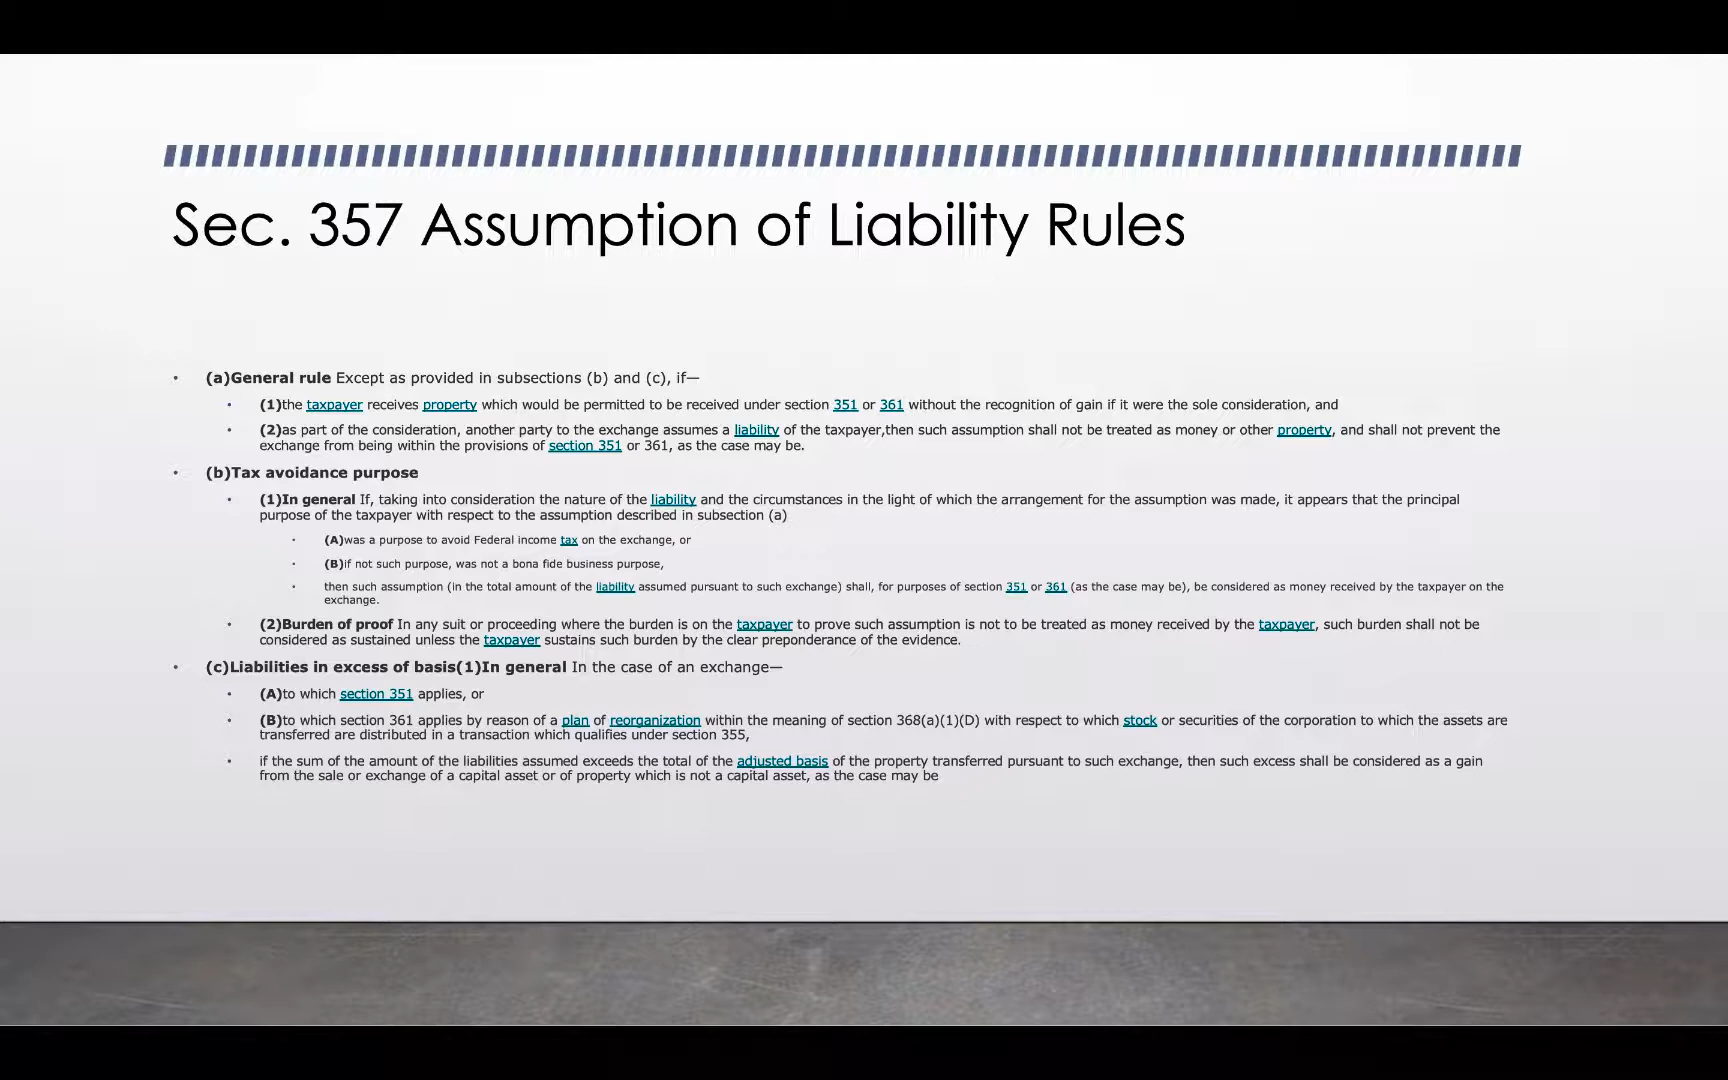 Sec. 357 Assumption of Liability Rules
• (a)General rule Except as provided in subsections (b) and (c), if—
• (1)the taxpayer receives property which would be permitted to be received under section 351 or 361 without the recognition of gain if it were the sole consideration, and
• (2)as part of the consideration, another party to the exchange assumes a liability of the taxpayer,then such assumption shall not be treated as money or other property, and shall not prevent the
exchange from being within the provisions of section 351 or 361, as the case may be.
• (b)Tax avoidance purpose
• (1)In general If, taking into consideration the nature of the liability and the circumstances in the light of which the arrangement for the assumption was made, it appears that the principal
purpose of the taxpayer with respect to the assumption described in subsection (a)
• (A)was a purpose to avoid Federal income tax on the exchange, or
• (B)if not such purpose, was not a bona fide business purpose,
• then such assumption (in the total amount of the liability assumed pursuant to such exchange) shall, for purposes of section 351 or 361 (as the case may be), be considered as money received by the taxpayer on the
exchange.
• (2)Burden of proof In any suit or proceeding where the burden is on the taxpayer to prove such assumption is not to be treated as money received by the taxpayer, such burden shall not be
considered as sustained unless the taxpayer sustains such burden by the clear preponderance of the evidence.
• (c)Liabilities in excess of basis(1)In general In the case of an exchange—
• (A)to which section 351 applies, or
• (B)to which section 361 applies by reason of a plan of reorganization within the meaning of section 368(a)(1)(D) with respect to which stock or securities of the corporation to which the assets are
transferred are distributed in a transaction which qualifies under section 355,
• if the sum of the amount of the liabilities assumed exceeds the total of the adjusted basis of the property transferred pursuant to such exchange, then such excess shall be considered as a gain
from the sale or exchange of a capital asset or of property which is not a capital asset, as the case may be